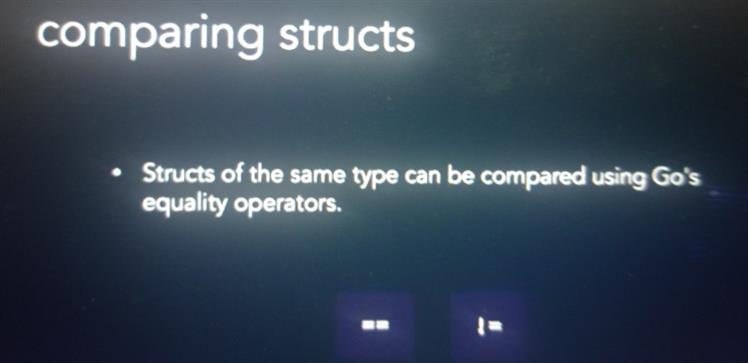 comparing structs
• Structs of the same type can be compared using Go's
equality operators.
== !=